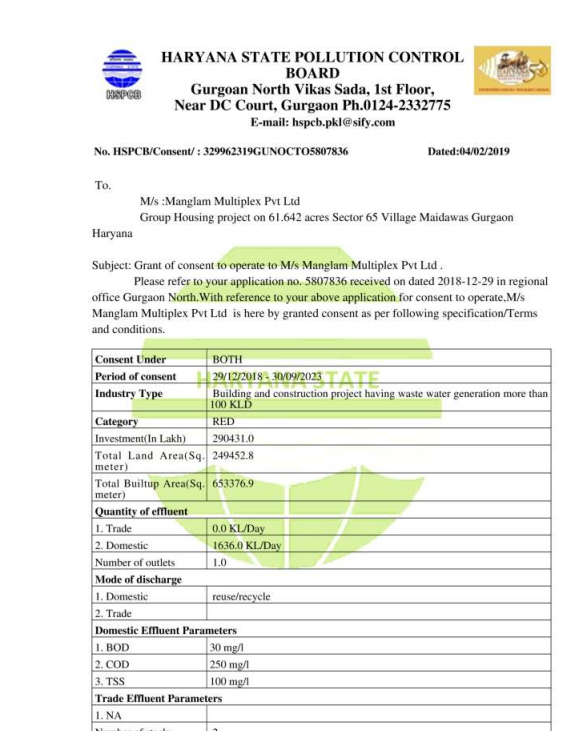 HSPCB
HARYANA STATE POLLUTION CONTROL
BOARD
Gurgoan North Vikas Sada, 1st Floor,
Near DC Court, Gurgaon Ph.0124-2332775
E-mail: hspcb.pkl@sify.com
No. HSPCB/Consent/ : 329962319GUNOCTO5807836 Dated:04/02/2019
To.
M/s :Manglam Multiplex Pvt Ltd
Group Housing project on 61.642 acres Sector 65 Village Maidawas Gurgaon
Haryana
Subject: Grant of consent to operate to M/s Manglam Multiplex Pvt Ltd .
Please refer to your application no. 5807836 received on dated 2018-12-29 in regional
office Gurgaon North.With reference to your above application for consent to operate,M/s
Manglam Multiplex Pvt Ltd is here by granted consent as per following specification/Terms
and conditions.
HARYANA STATE
Consent Under BOTH
Period of consent 29/12/2018 - 30/09/2023
Industry Type Building and construction project having waste water generation more than
100 KLD
Category RED
Investment(In Lakh) 290431.0
Total Land Area(Sq. 249452.8
meter)
Total Builtup Area(Sq. 653376.9
meter)
Quantity of effluent
1. Trade 0.0 KL/Day
2. Domestic 1636.0 KL/Day
Number of outlets 1.0
Mode of discharge
1. Domestic reuse/recycle
2. Trade
Domestic Effluent Parameters
1. BOD 30 mg/l
2. COD 250 mg/l
3. TSS 100 mg/l
Trade Effluent Parameters
1. NA